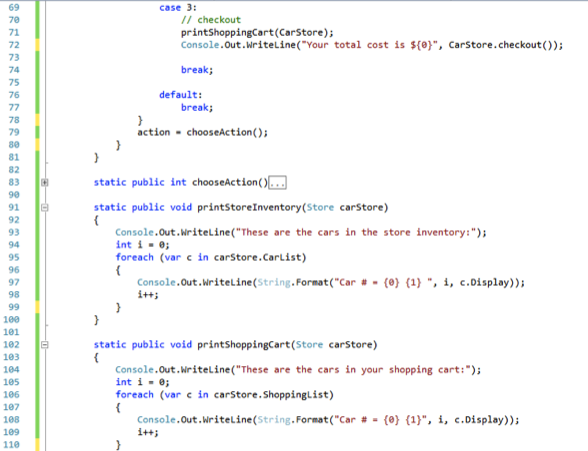 69 case 3:
70 // checkout
71 printShoppingCart(CarStore);
72 Console.Out.WriteLine("Your total cost is ${0}", CarStore.checkout());
73
74 break;
75
76 default:
77 break;
78 }
79 action = chooseAction();
80 }
81 }
82
83 static public int chooseAction()...
90
91 static public void printStoreInventory(Store carStore)
92 {
93 Console.Out.WriteLine("These are the cars in the store inventory:");
94 int i = 0;
95 foreach (var c in carStore.CarList)
96 {
97 Console.Out.WriteLine(String.Format("Car # = {0} {1} ", i, c.Display));
98 i++;
99 }
100 }
101
102 static public void printShoppingCart(Store carStore)
103 {
104 Console.Out.WriteLine("These are the cars in your shopping cart:");
105 int i = 0;
106 foreach (var c in carStore.ShoppingList)
107 {
108 Console.Out.WriteLine(String.Format("Car # = {0} {1}", i, c.Display));
109 i++;
110 }